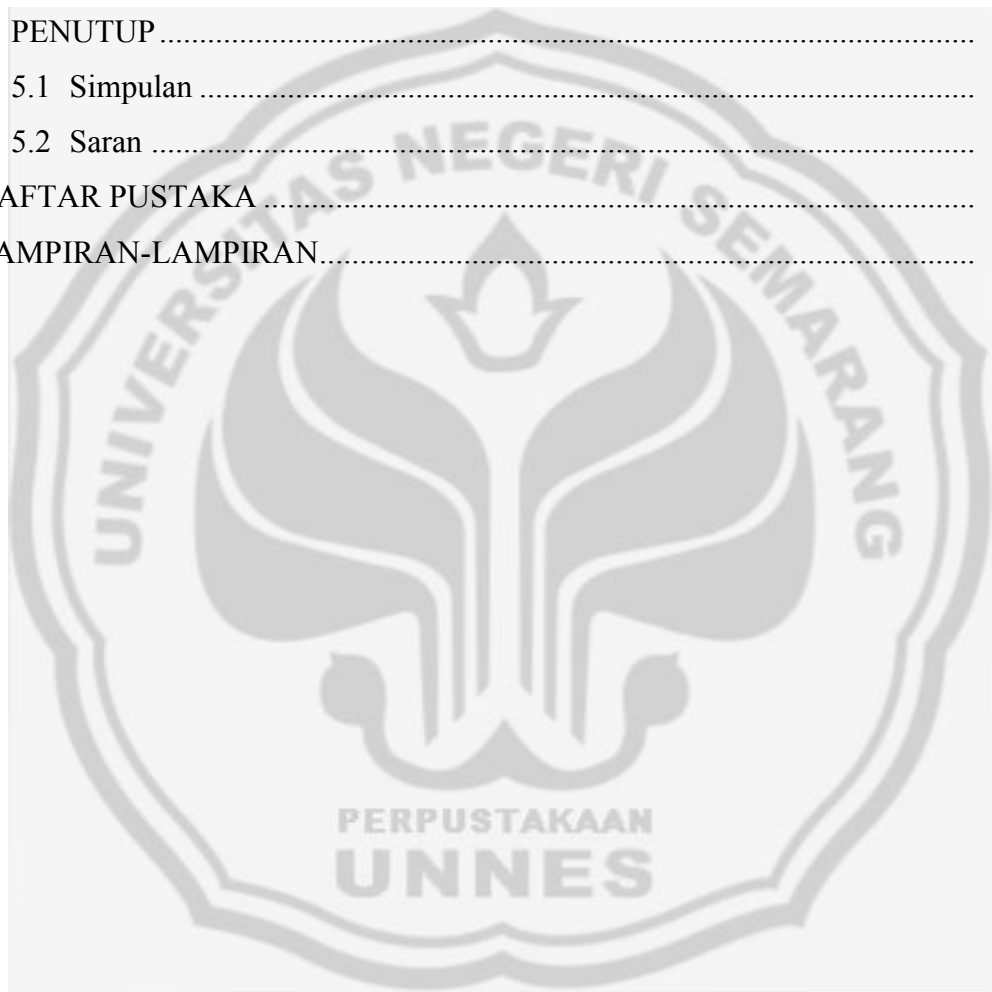 PENUTUP ........................................................................................................
5.1 Simpulan ...................................................................................................
5.2 Saran .........................................................................................................
AFTAR PUSTAKA ..........................................................................................
AMPIRAN-LAMPIRAN...................................................................................
UNIVERSITAS NEGERI SEMARANG
PERPUSTAKAAN
UNNES